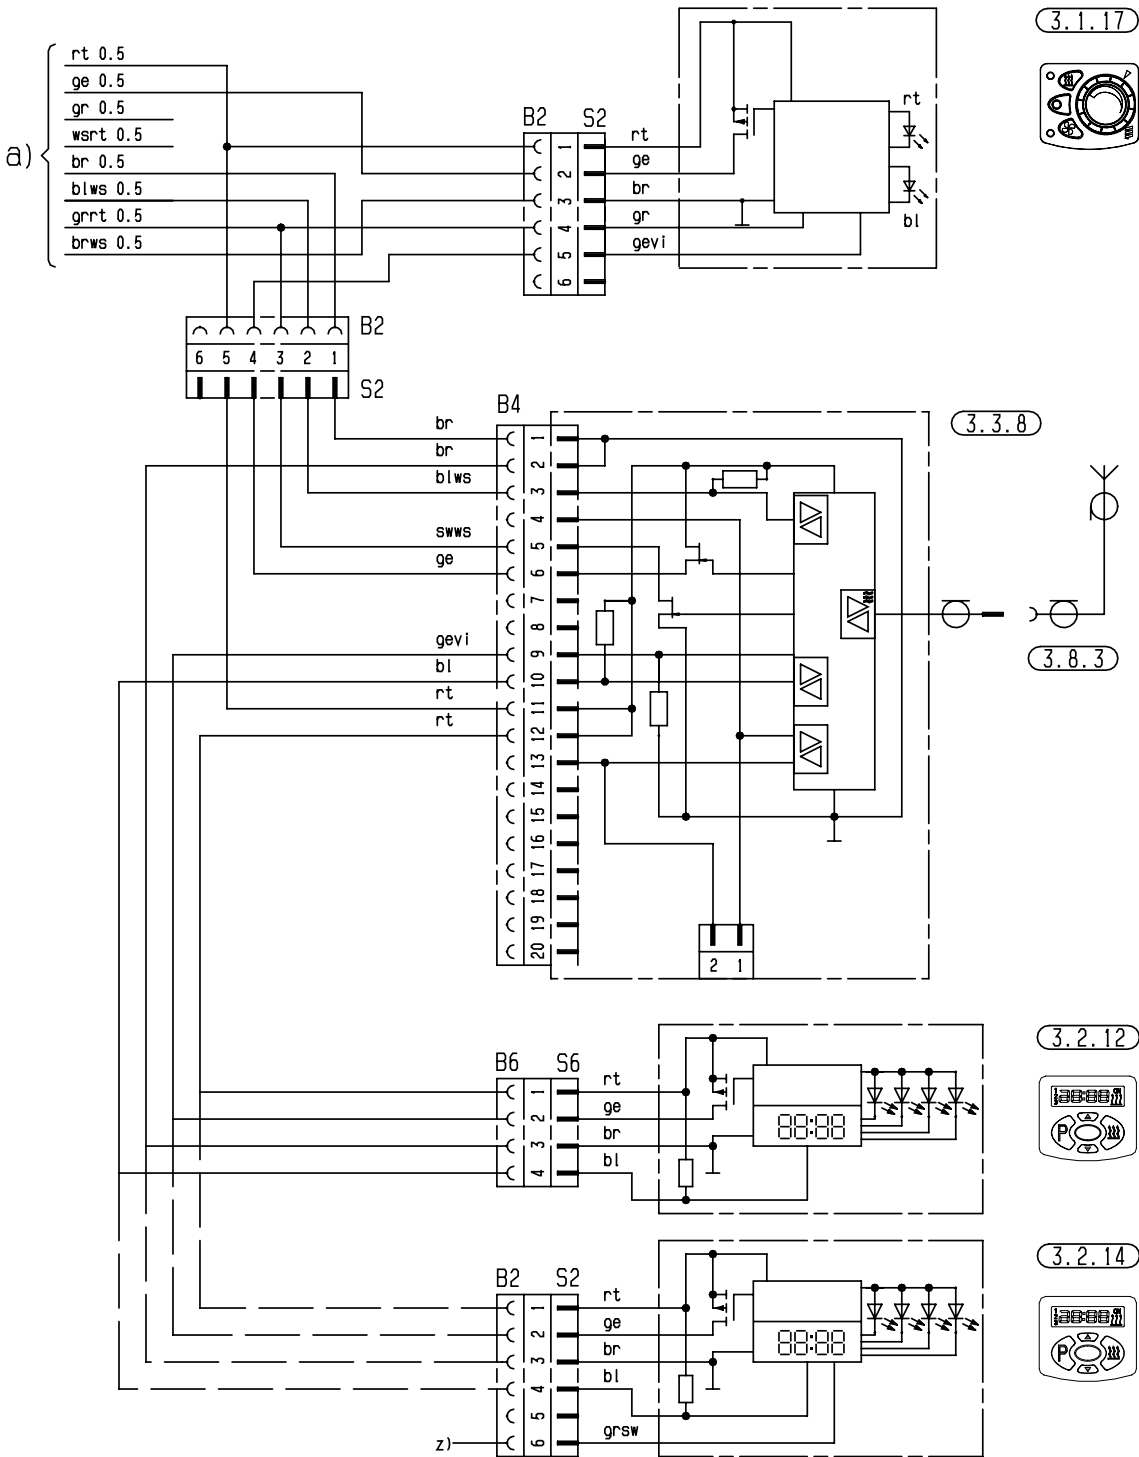 3.1.17
rt 0.5
ge 0.5
gr 0.5
wsrt 0.5
br 0.5
blws 0.5
grrt 0.5
brws 0.5
a)
B2 S2
1 rt
2 ge
3 br
4 gr
5 gevi
6
rt
bl
B2
6 5 4 3 2 1
S2
B4
3.3.8
br 1
br 2
blws 3
4
swws 5
ge 6
7
8
gevi 9
bl 10
rt 11
rt 12
13
14
15
16
17
18
19
20
2 1
3.8.3
3.2.12
B6 S6
1 rt
2 ge
3 br
4 bl
88:88
P
3.2.14
B2 S2
1 rt
2 ge
3 br
4 bl
5
z) 6 grsw
88:88
P